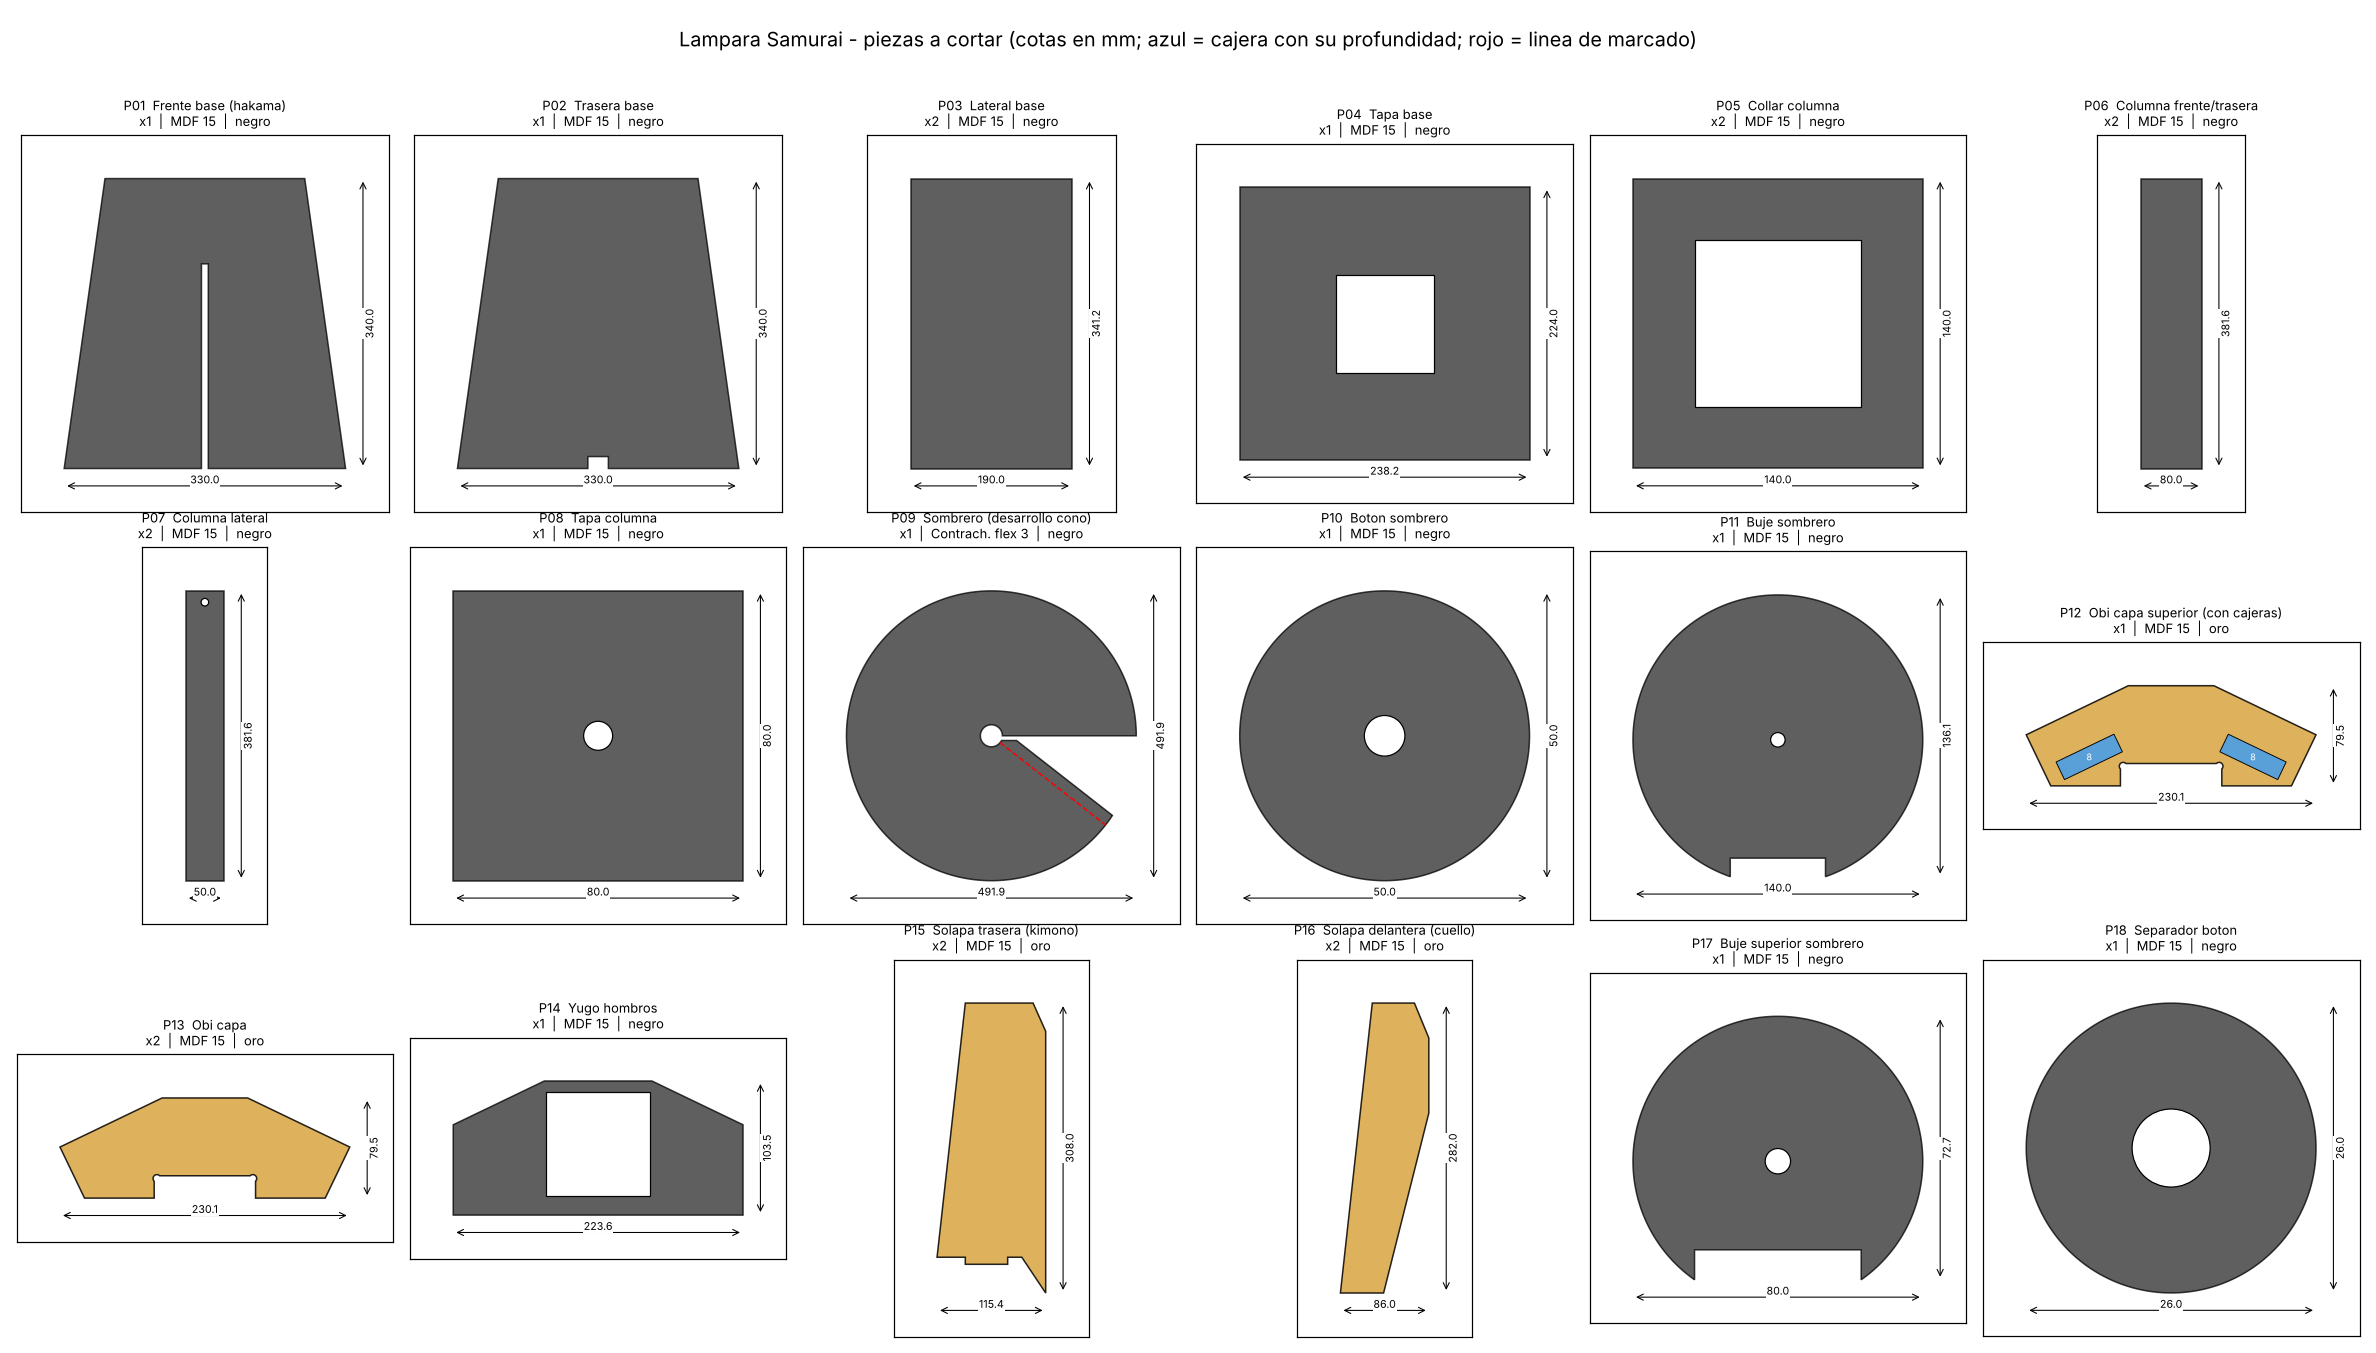 Lampara Samurai - piezas a cortar (cotas en mm; azul = cajera con su profundidad; rojo = linea de marcado)
P01 Frente base (hakama)
x1 | MDF 15 | negro
340.0
330.0
P02 Trasera base
x1 | MDF 15 | negro
340.0
330.0
P03 Lateral base
x2 | MDF 15 | negro
341.2
190.0
P04 Tapa base
x1 | MDF 15 | negro
224.0
238.2
P05 Collar columna
x2 | MDF 15 | negro
140.0
140.0
P06 Columna frente/trasera
x2 | MDF 15 | negro
381.6
80.0
P07 Columna lateral
x2 | MDF 15 | negro
381.6
50.0
P08 Tapa columna
x1 | MDF 15 | negro
80.0
80.0
P09 Sombrero (desarrollo cono)
x1 | Contrach. flex 3 | negro
491.9
491.9
P10 Boton sombrero
x1 | MDF 15 | negro
50.0
50.0
P11 Buje sombrero
x1 | MDF 15 | negro
136.1
140.0
P12 Obi capa superior (con cajeras)
x1 | MDF 15 | oro
8
8
79.5
230.1
P13 Obi capa
x2 | MDF 15 | oro
79.5
230.1
P14 Yugo hombros
x1 | MDF 15 | negro
103.5
223.6
P15 Solapa trasera (kimono)
x2 | MDF 15 | oro
308.0
115.4
P16 Solapa delantera (cuello)
x2 | MDF 15 | oro
282.0
86.0
P17 Buje superior sombrero
x1 | MDF 15 | negro
72.7
80.0
P18 Separador boton
x1 | MDF 15 | negro
26.0
26.0